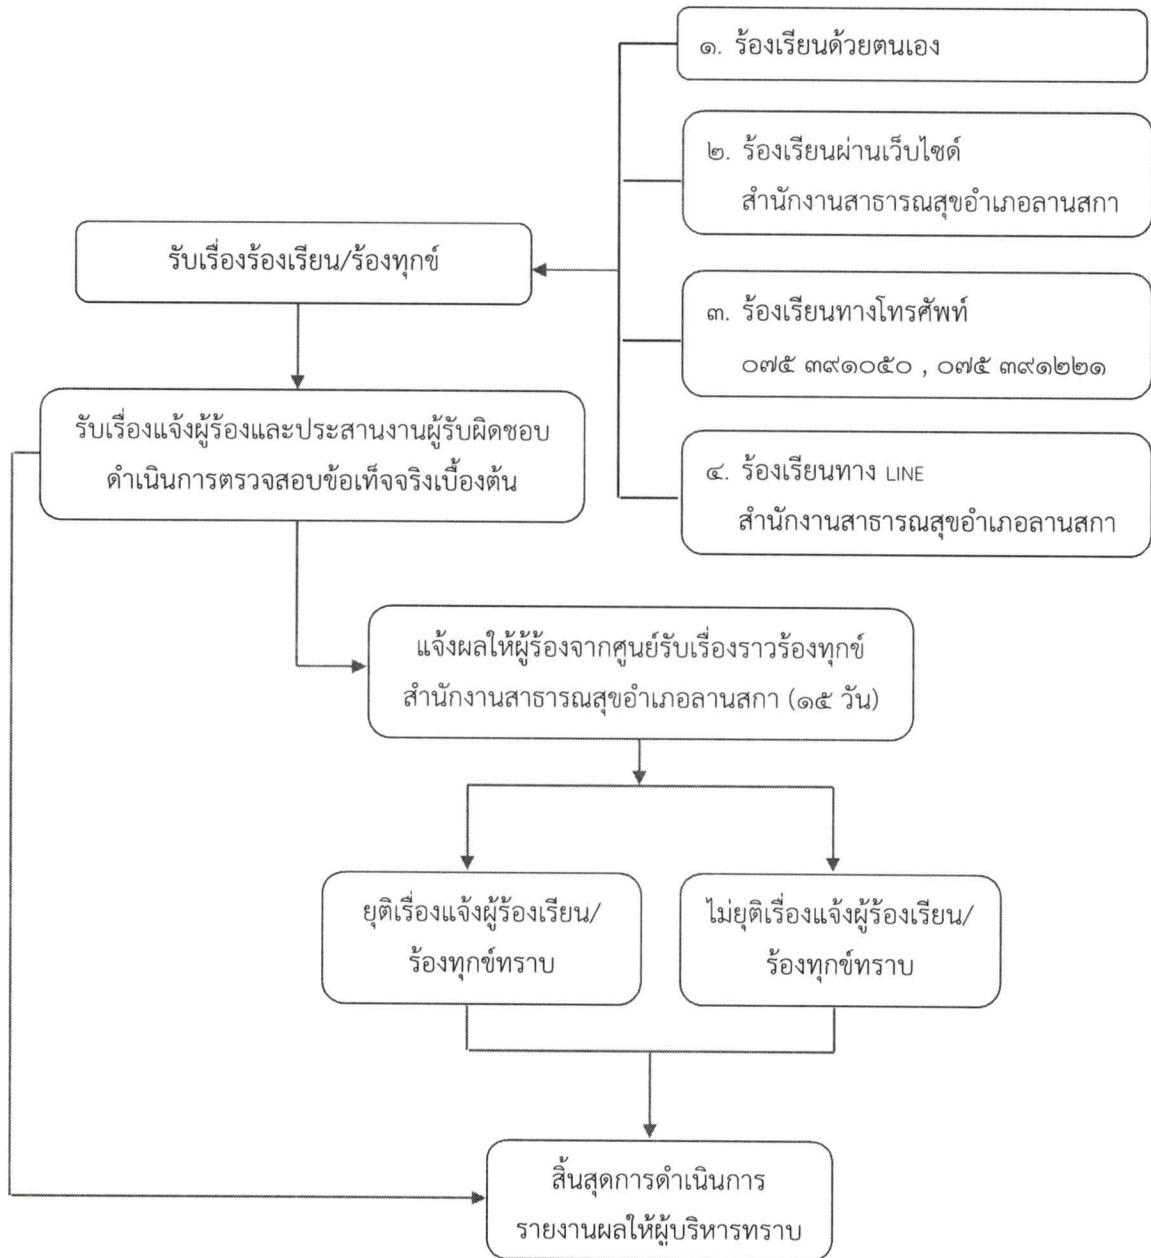 ๑. ร้องเรียนด้วยตนเอง
๒. ร้องเรียนผ่านเว็บไซด์
สำนักงานสาธารณสุขอำเภอลานสกา
รับเรื่องร้องเรียน/ร้องทุกข์
๓. ร้องเรียนทางโทรศัพท์
๐๗๕ ๓๙๑๐๕๐ , ๐๗๕ ๓๙๑๒๒๑
รับเรื่องแจ้งผู้ร้องและประสานงานผู้รับผิดชอบ
ดำเนินการตรวจสอบข้อเท็จจริงเบื้องต้น
๔. ร้องเรียนทาง LINE
สำนักงานสาธารณสุขอำเภอลานสกา
แจ้งผลให้ผู้ร้องจากศูนย์รับเรื่องราวร้องทุกข์
สำนักงานสาธารณสุขอำเภอลานสกา (๑๕ วัน)
ยุติเรื่องแจ้งผู้ร้องเรียน/
ร้องทุกข์ทราบ
ไม่ยุติเรื่องแจ้งผู้ร้องเรียน/
ร้องทุกข์ทราบ
สิ้นสุดการดำเนินการ
รายงานผลให้ผู้บริหารทราบ